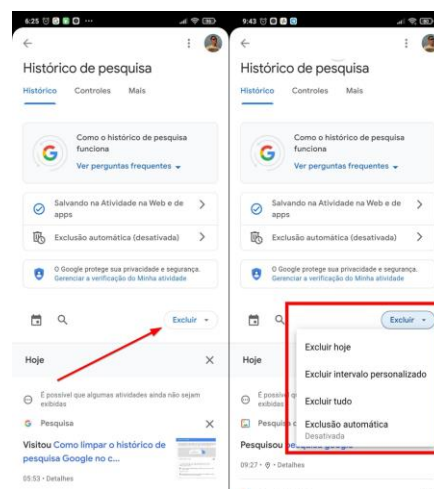 6:25
Histórico de pesquisa
Histórico Controles Mais
Como o histórico de pesquisa
funciona
Ver perguntas frequentes
Salvando na Atividade na Web e de
apps
Exclusão automática (desativada)
O Google protege sua privacidade e segurança.
Gerenciar a verificação do Minha atividade
Excluir
Hoje
É possível que algumas atividades ainda não sejam
exibidas
Pesquisa
Visitou Como limpar o histórico de
pesquisa Google no c...
05:53 • Detalhes
9:43
Histórico de pesquisa
Histórico Controles Mais
Como o histórico de pesquisa
funciona
Ver perguntas frequentes
Salvando na Atividade na Web e de
apps
Exclusão automática (desativada)
O Google protege sua privacidade e segurança.
Gerenciar a verificação do Minha atividade
Excluir
Excluir hoje
Excluir intervalo personalizado
Excluir tudo
Exclusão automática
Desativada
Hoje
É possível
exibidas
Pesquisou pesquisa google
09:27 • Detalhes